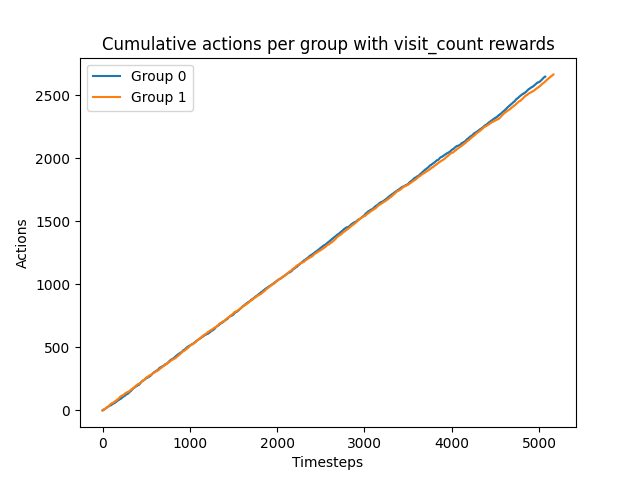 Cumulative actions per group with visit_count rewards
Group 0
Group 1
2500
2000
1500
1000
500
0
Actions
0 1000 2000 3000 4000 5000
Timesteps